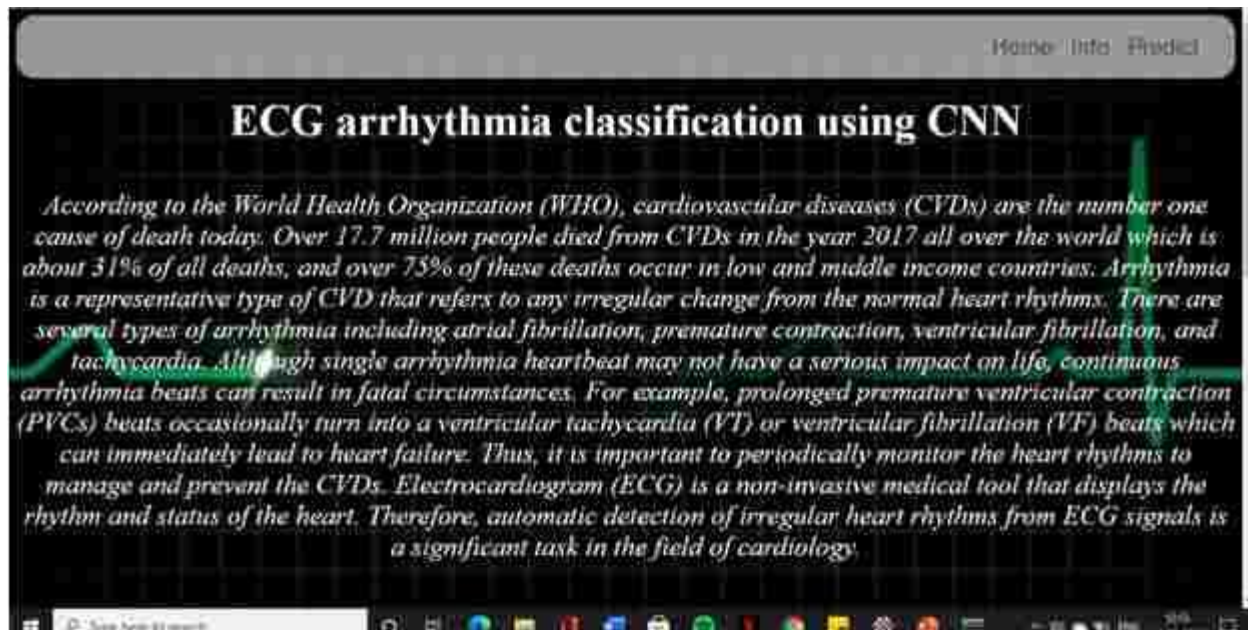 Home Info Predict
ECG arrhythmia classification using CNN
According to the World Health Organization (WHO), cardiovascular diseases (CVDs) are the number one
cause of death today. Over 17.7 million people died from CVDs in the year 2017 all over the world which is
about 31% of all deaths, and over 75% of these deaths occur in low and middle income countries. Arrhythmia
is a representative type of CVD that refers to any irregular change from the normal heart rhythms. There are
several types of arrhythmia including atrial fibrillation, premature contraction, ventricular fibrillation, and
tachycardia. Although single arrhythmia heartbeat may not have a serious impact on life, continuous
arrhythmia beats can result in fatal circumstances. For example, prolonged premature ventricular contraction
(PVCs) beats occasionally turn into a ventricular tachycardia (VT) or ventricular fibrillation (VF) beats which
can immediately lead to heart failure. Thus, it is important to periodically monitor the heart rhythms to
manage and prevent the CVDs. Electrocardiogram (ECG) is a non-invasive medical tool that displays the
rhythm and status of the heart. Therefore, automatic detection of irregular heart rhythms from ECG signals is
a significant task in the field of cardiology.
Type here to search